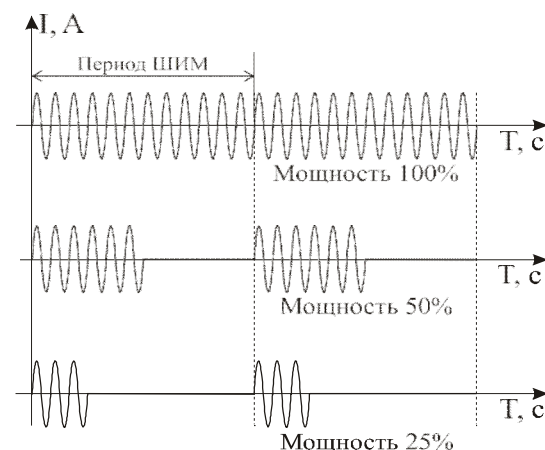 I, A
Период ШИМ
T, c
Мощность 100%
T, c
Мощность 50%
T, c
Мощность 25%